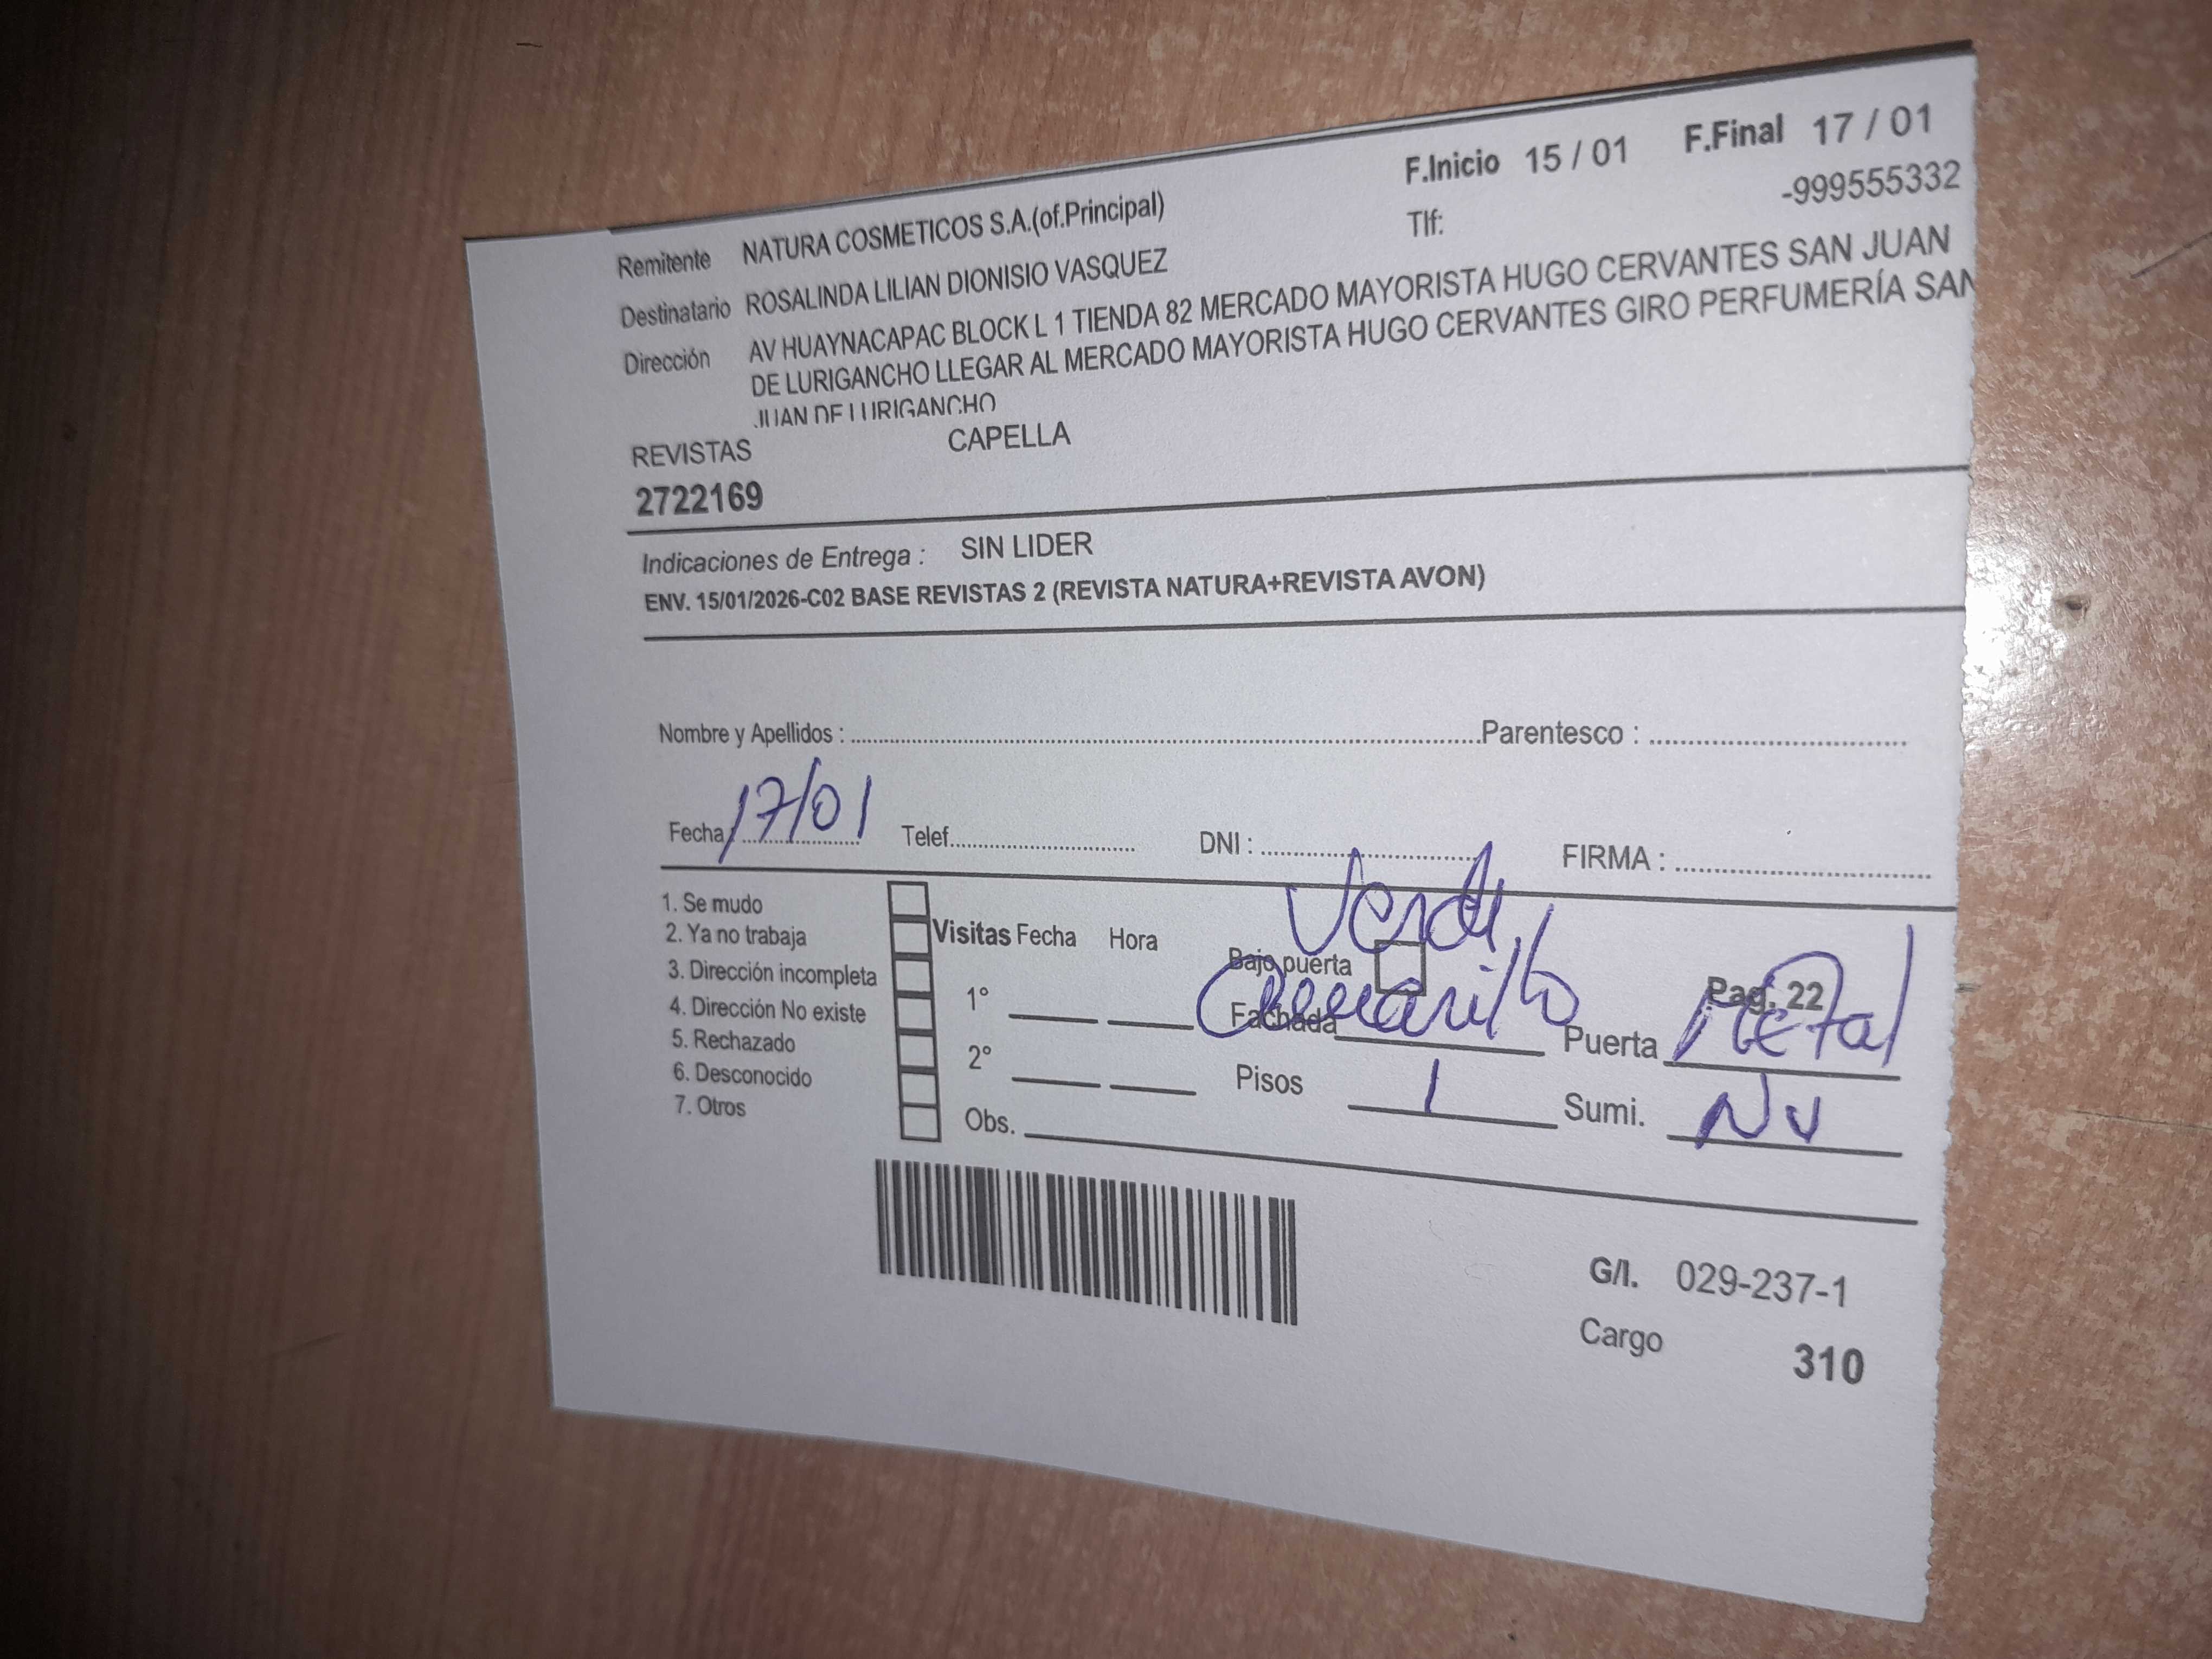 F.Inicio 15 / 01 F.Final 17 / 01
Remitente NATURA COSMETICOS S.A.(of.Principal) Tlf: -999555332
Destinatario ROSALINDA LILIAN DIONISIO VASQUEZ
Dirección AV HUAYNACAPAC BLOCK L 1 TIENDA 82 MERCADO MAYORISTA HUGO CERVANTES SAN JUAN
DE LURIGANCHO LLEGAR AL MERCADO MAYORISTA HUGO CERVANTES GIRO PERFUMERÍA SAN
JUAN DE LURIGANCHO
REVISTAS CAPELLA
2722169
Indicaciones de Entrega : SIN LIDER
ENV. 15/01/2026-C02 BASE REVISTAS 2 (REVISTA NATURA+REVISTA AVON)
Nombre y Apellidos : Parentesco :
Fecha: 17/01 Telef. DNI : FIRMA :
1. Se mudo
2. Ya no trabaja
3. Dirección incompleta
4. Dirección No existe
5. Rechazado
6. Desconocido
7. Otros
Visitas Fecha Hora
1°
2°
Obs.
Verde
Bajo puerta Pag. 22
Fachada Amarillo Puerta Metal
Pisos 1 Sumi. NV
G/I. 029-237-1
Cargo 310